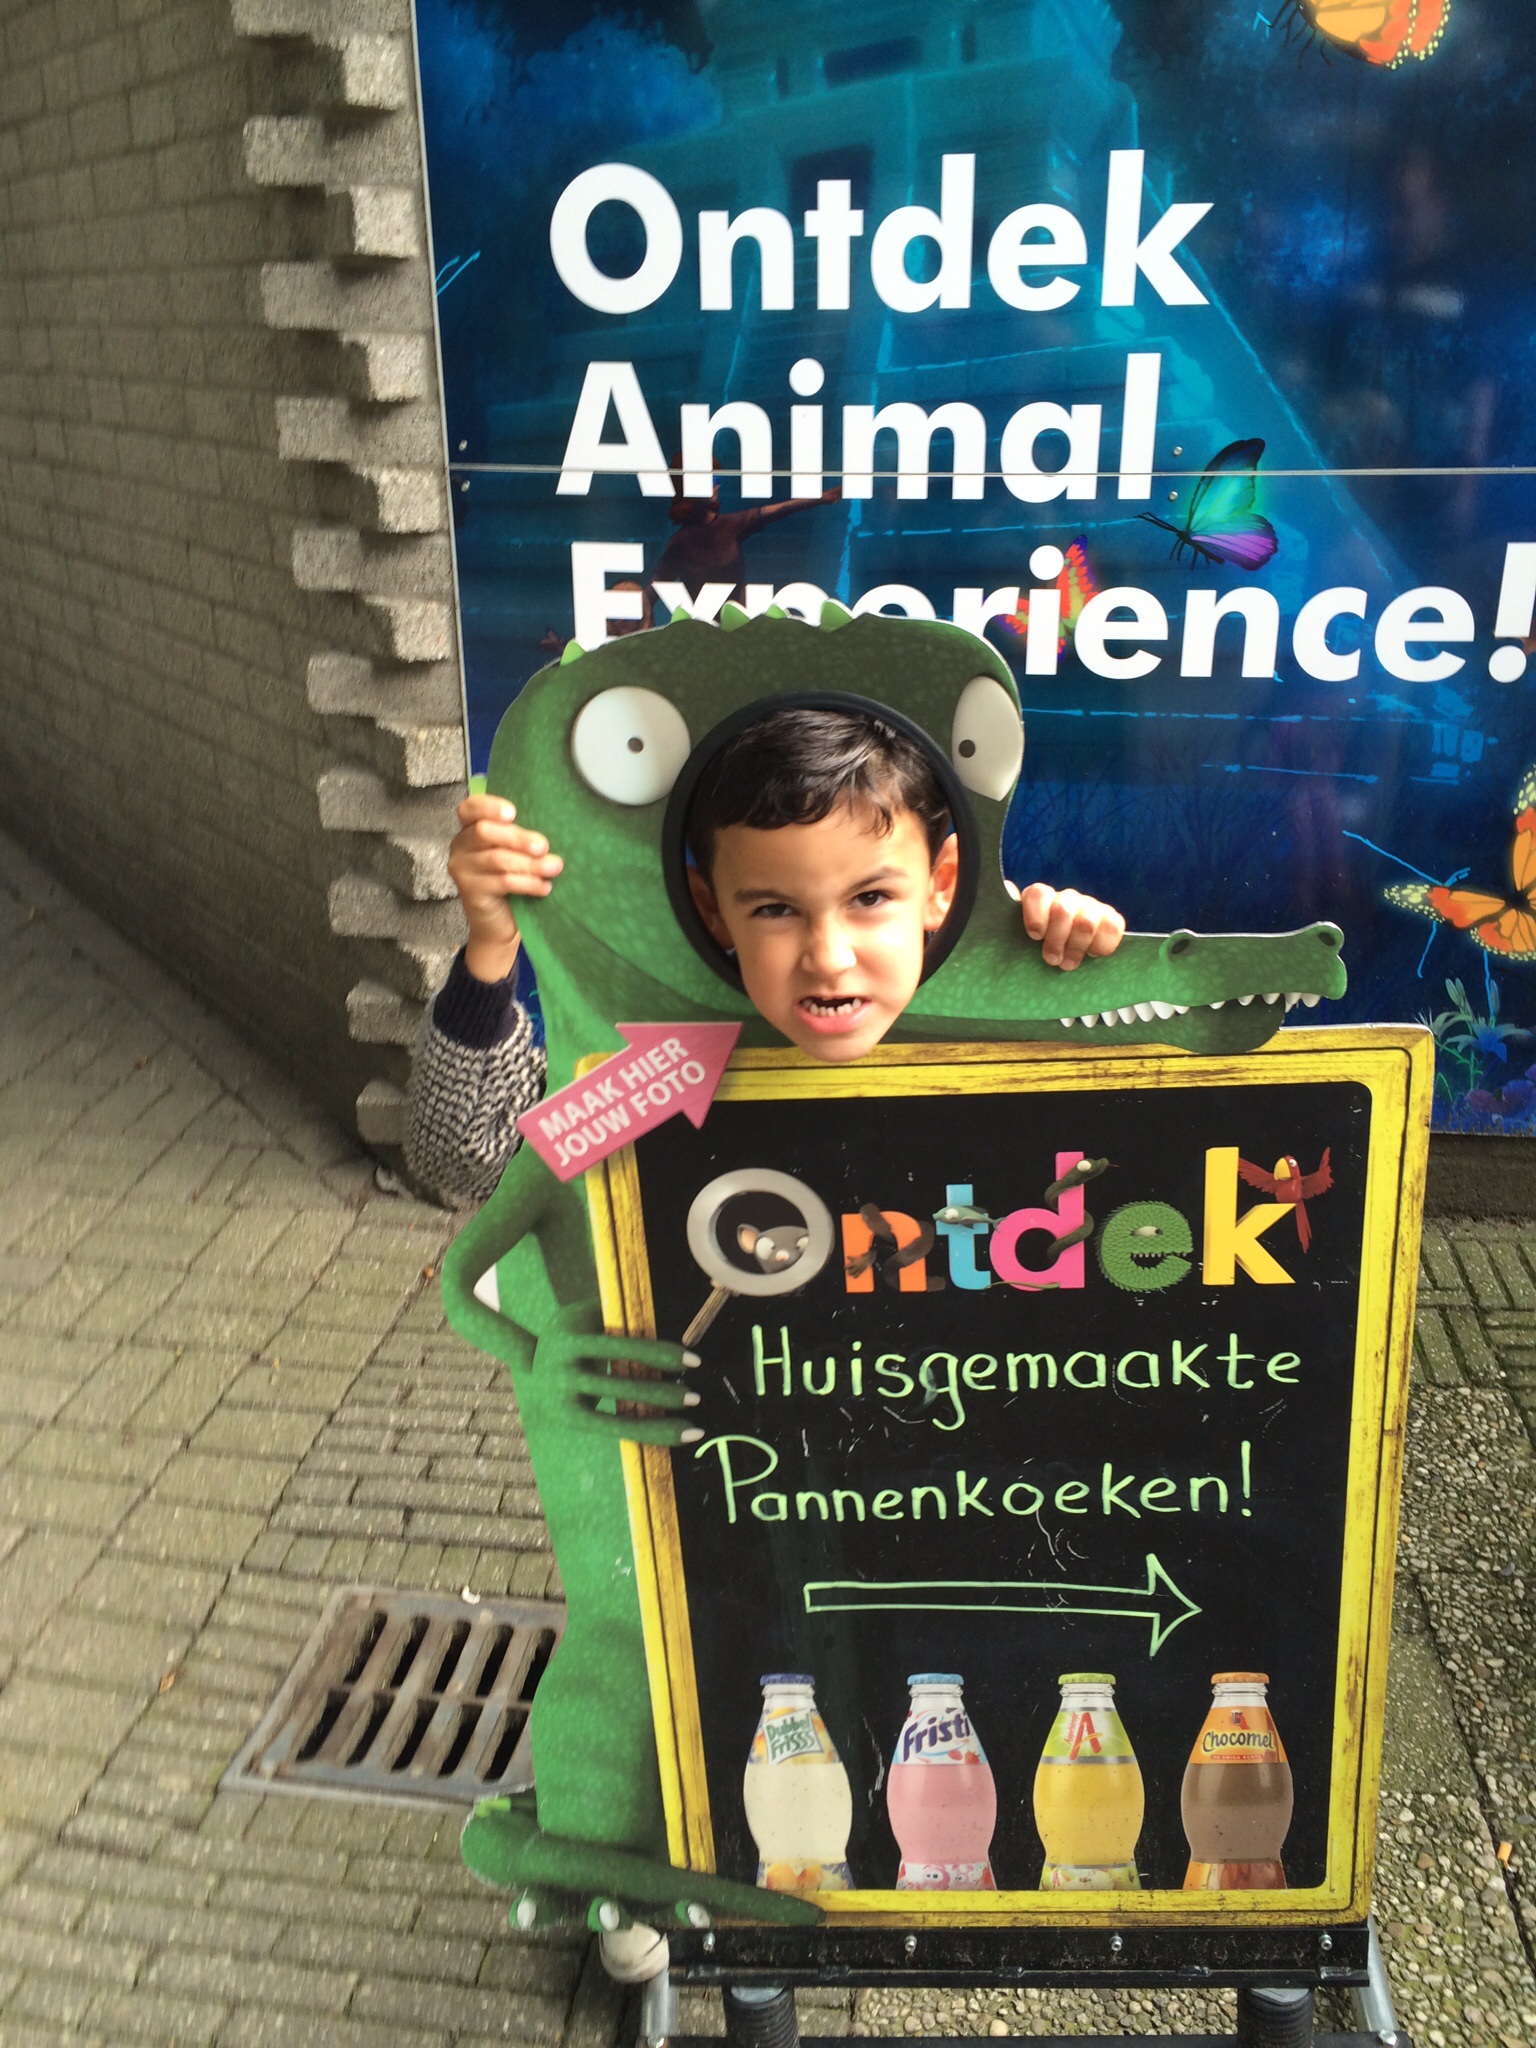 Ontdek
Animal
Experience!
MAAK HIER
JOUW FOTO
Ontdek
Huisgemaakte
Pannenkoeken!
Dubbel
Frisss
Fristi
Chocomel